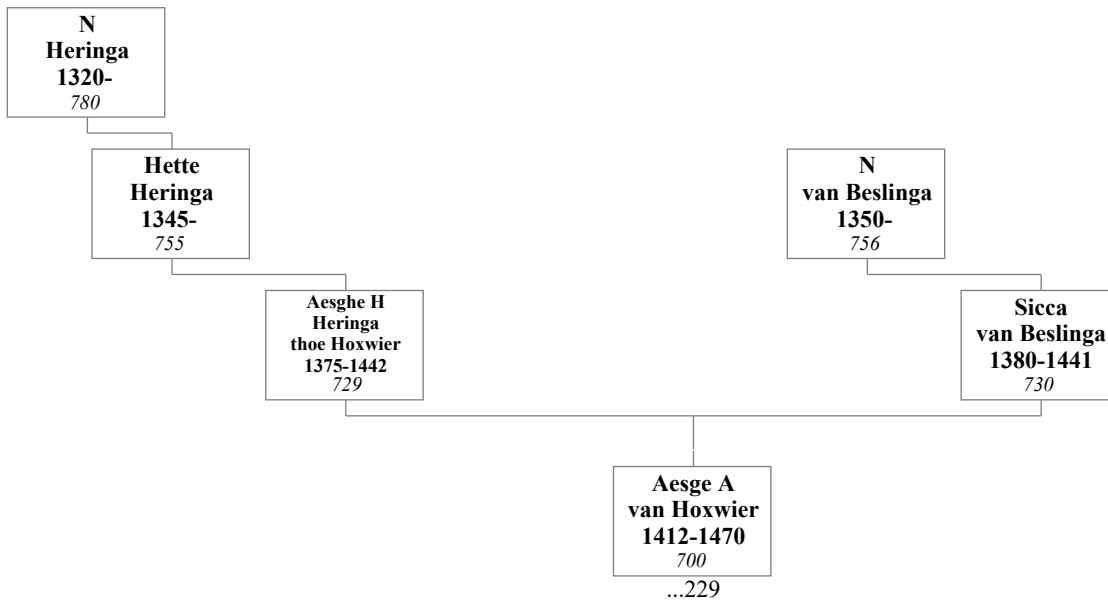 N
Heringa
1320-
780
Hette
Heringa
1345-
755
N
van Beslinga
1350-
756
Aesghe H
Heringa
thoe Hoxwier
1375-1442
729
Sicca
van Beslinga
1380-1441
730
Aesge A
van Hoxwier
1412-1470
700
...229